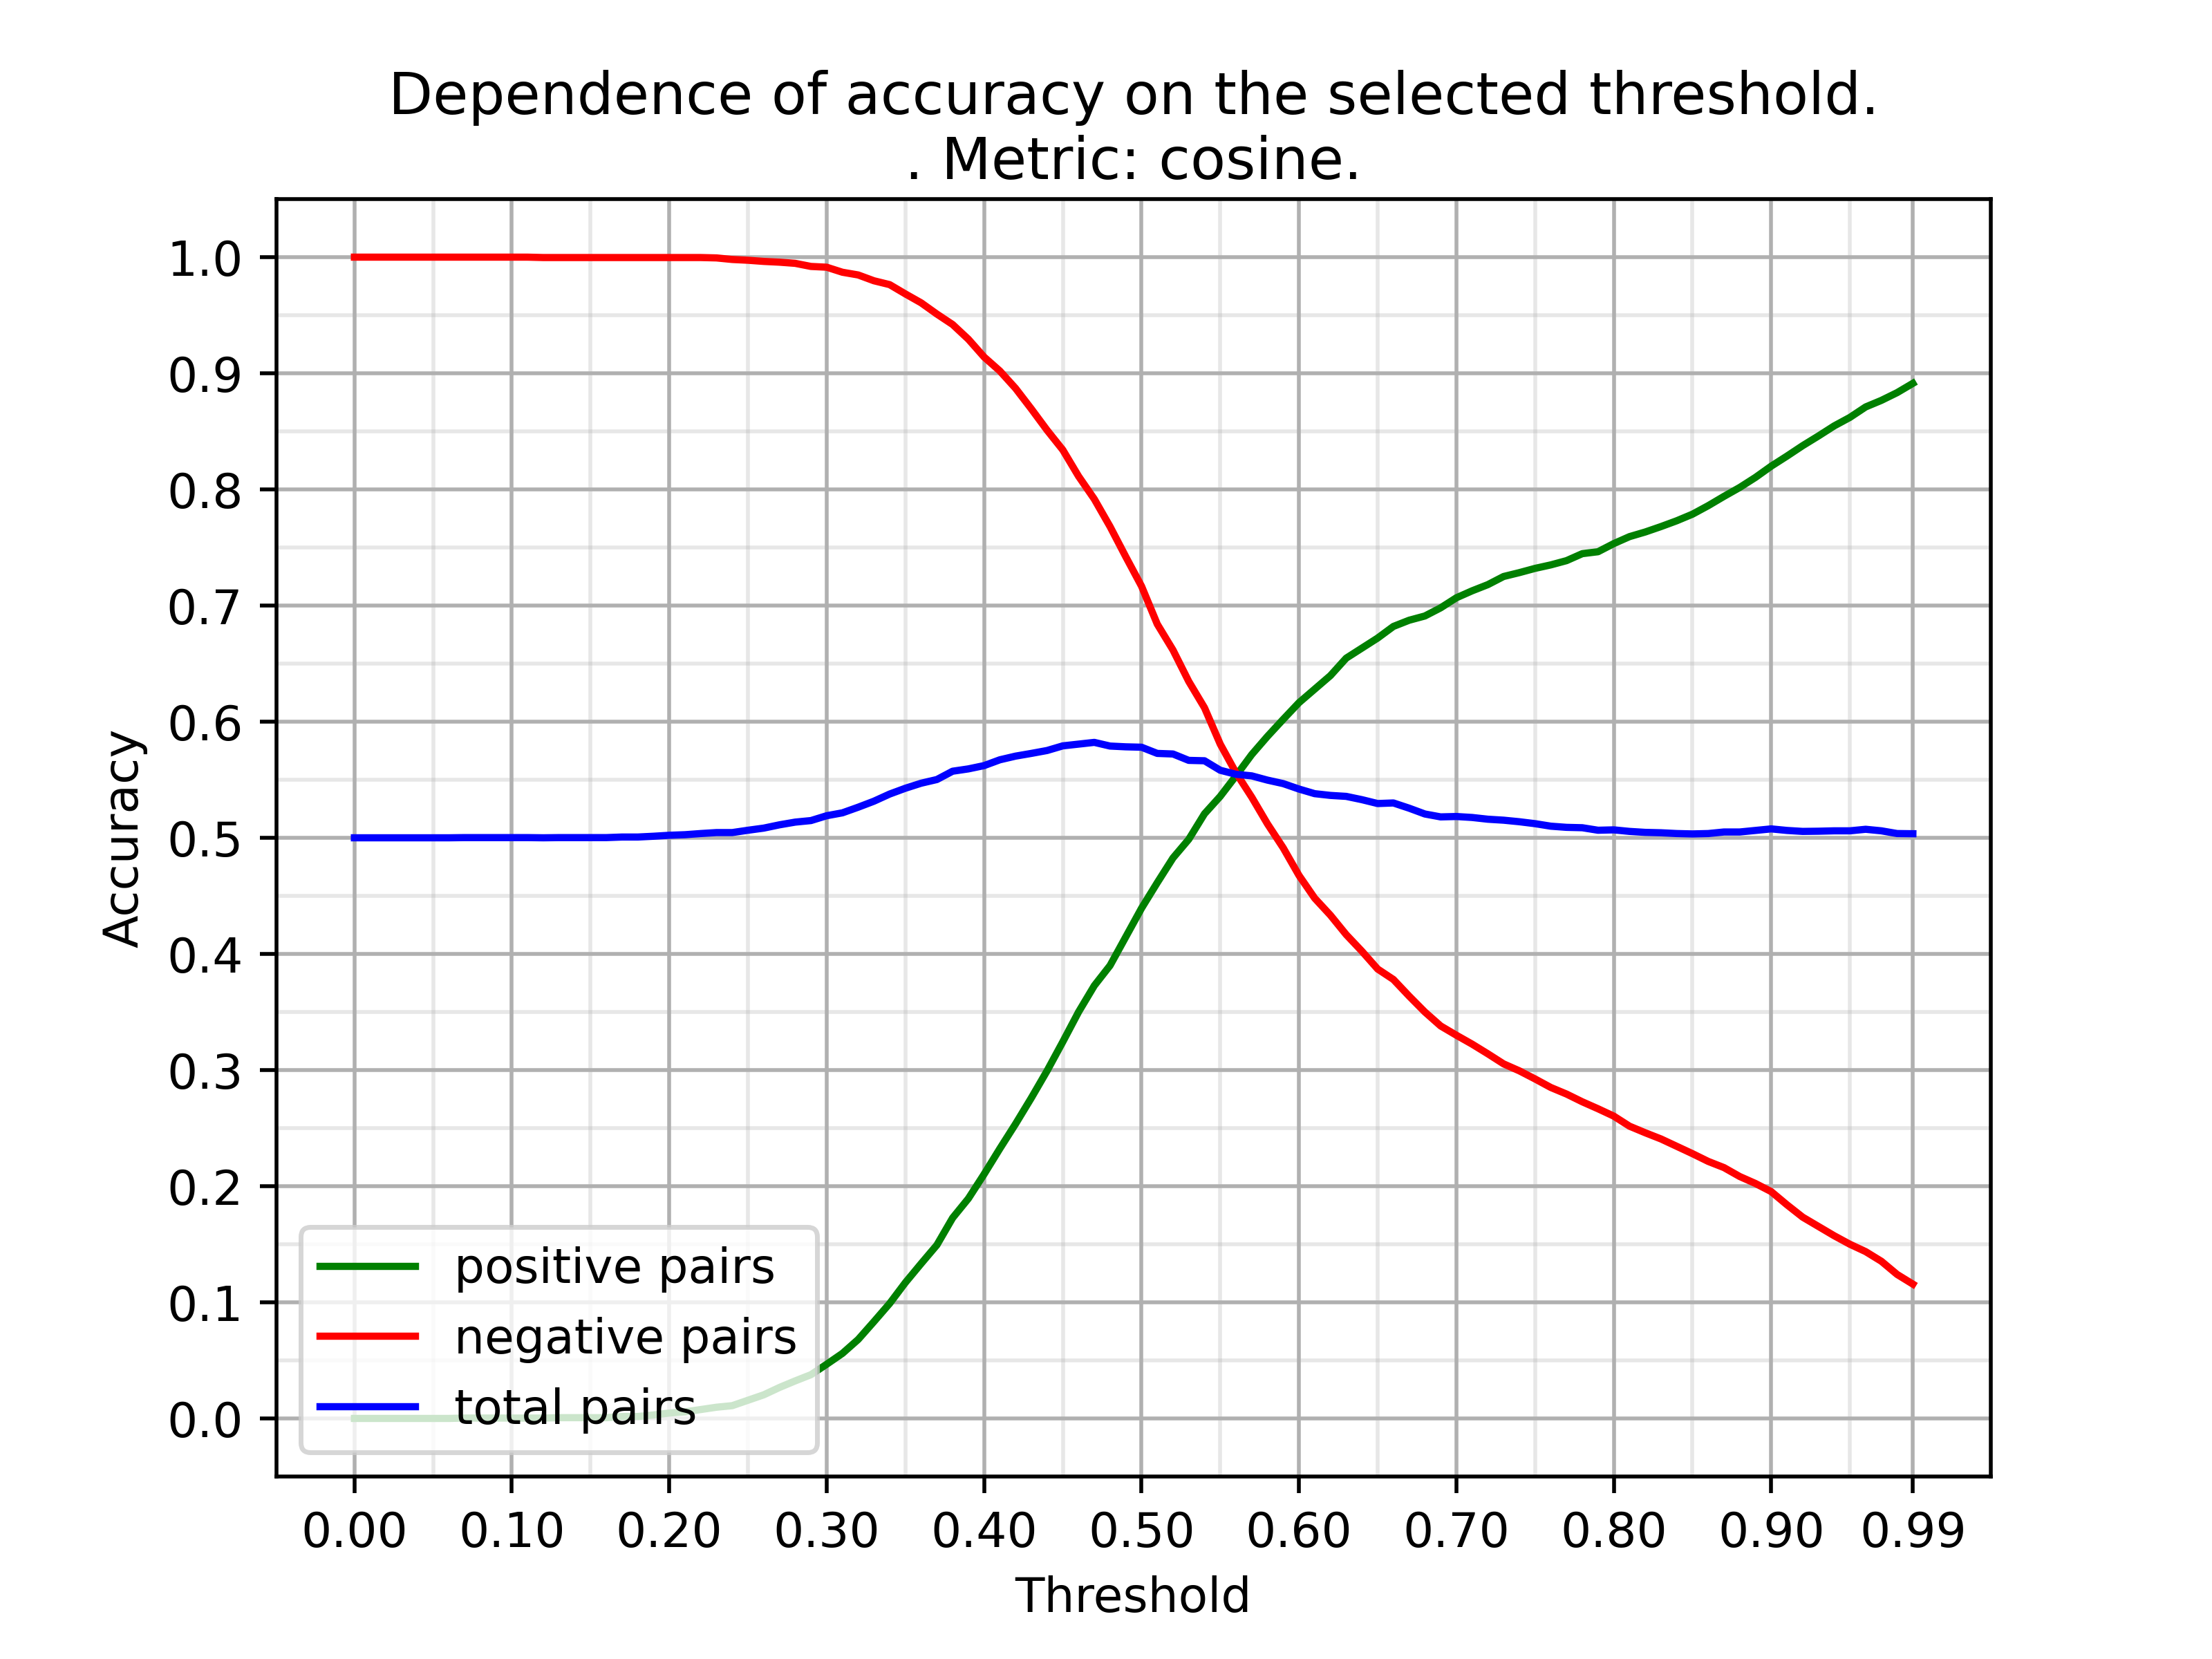 Dependence of accuracy on the selected threshold.
. Metric: cosine.
1.0
0.9
0.8
0.7
0.6
0.5
0.4
0.3
0.2
0.1
0.0
Accuracy
positive pairs
negative pairs
total pairs
0.00 0.10 0.20 0.30 0.40 0.50 0.60 0.70 0.80 0.90 0.99
Threshold